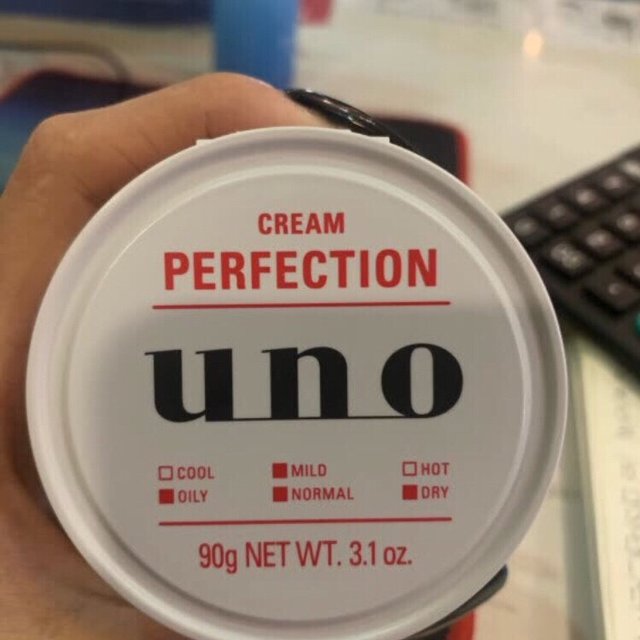 CREAM
PERFECTION
uno
COOL MILD HOT
OILY NORMAL DRY
90g NET WT. 3.1 oz.